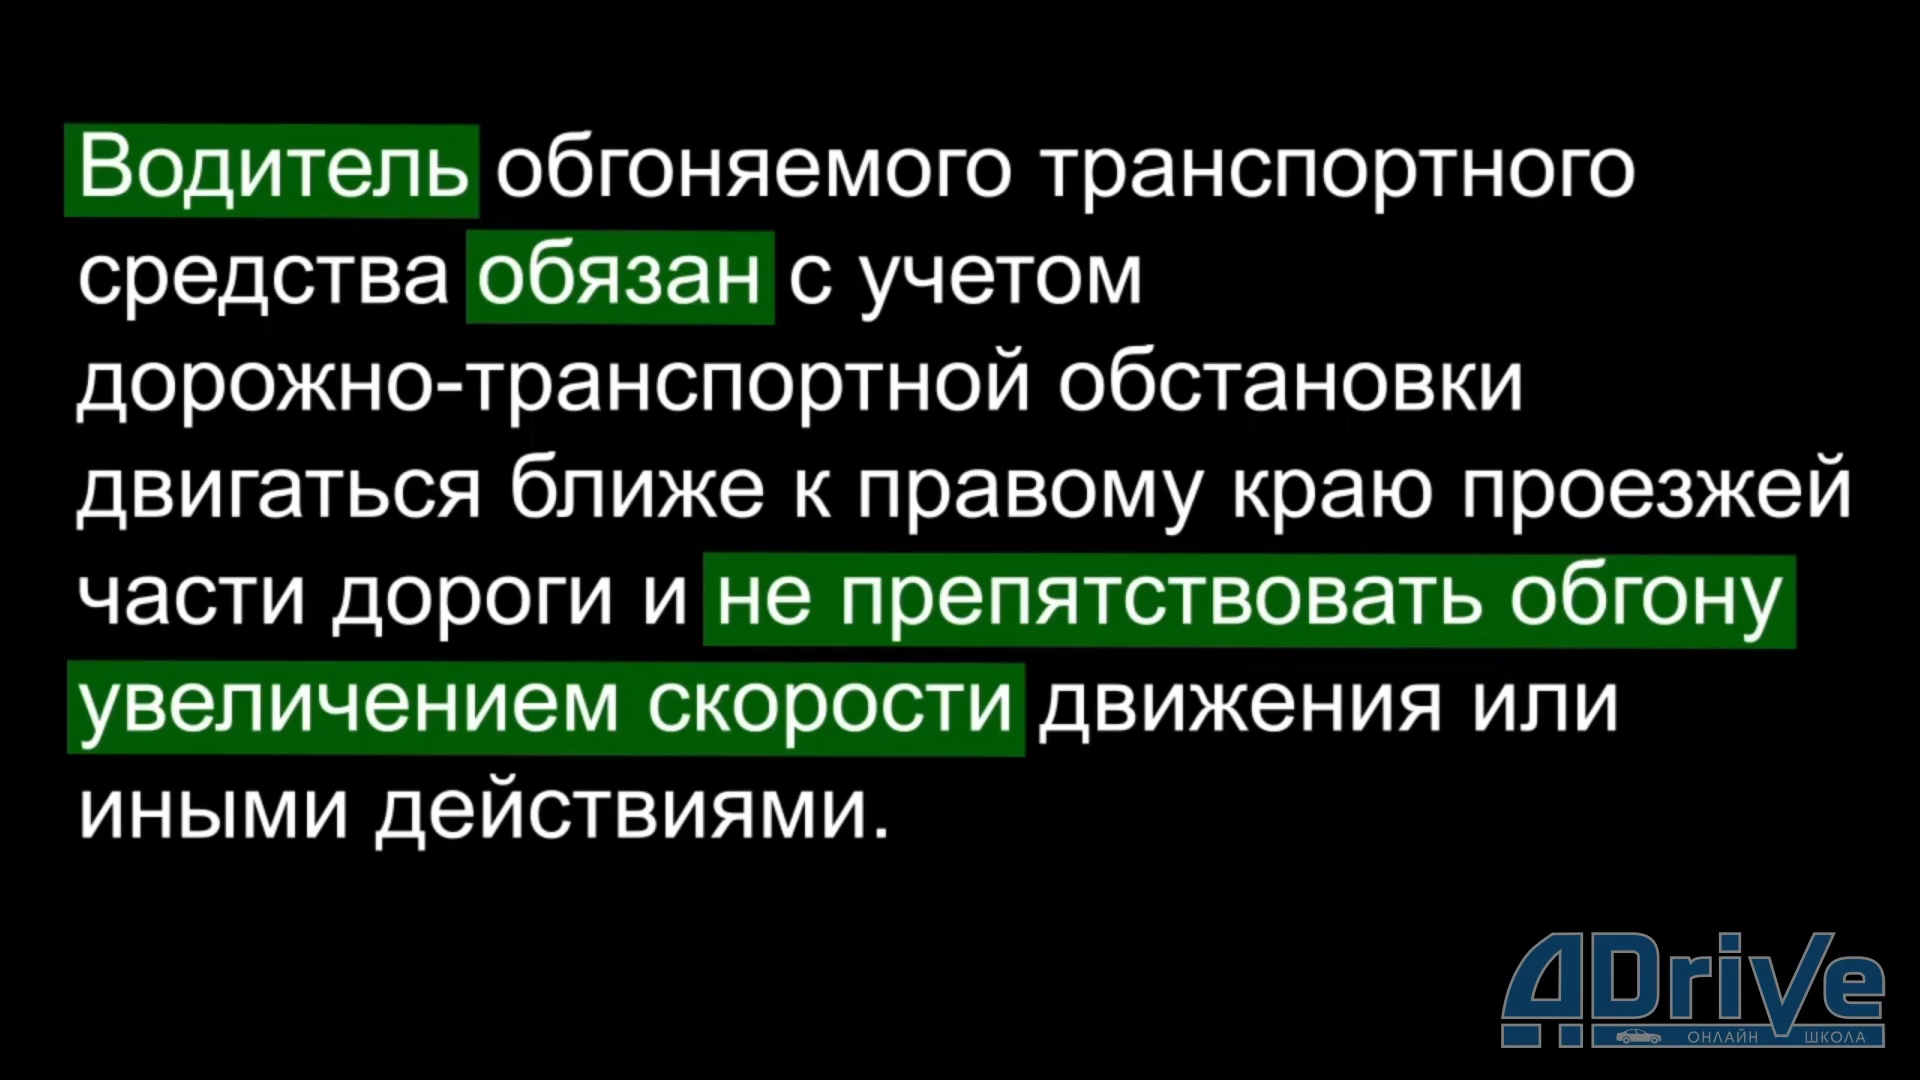 Водитель обгоняемого транспортного
средства обязан с учетом
дорожно-транспортной обстановки
двигаться ближе к правому краю проезжей
части дороги и не препятствовать обгону
увеличением скорости движения или
иными действиями.
4Drive
ОНЛАЙН ШКОЛА